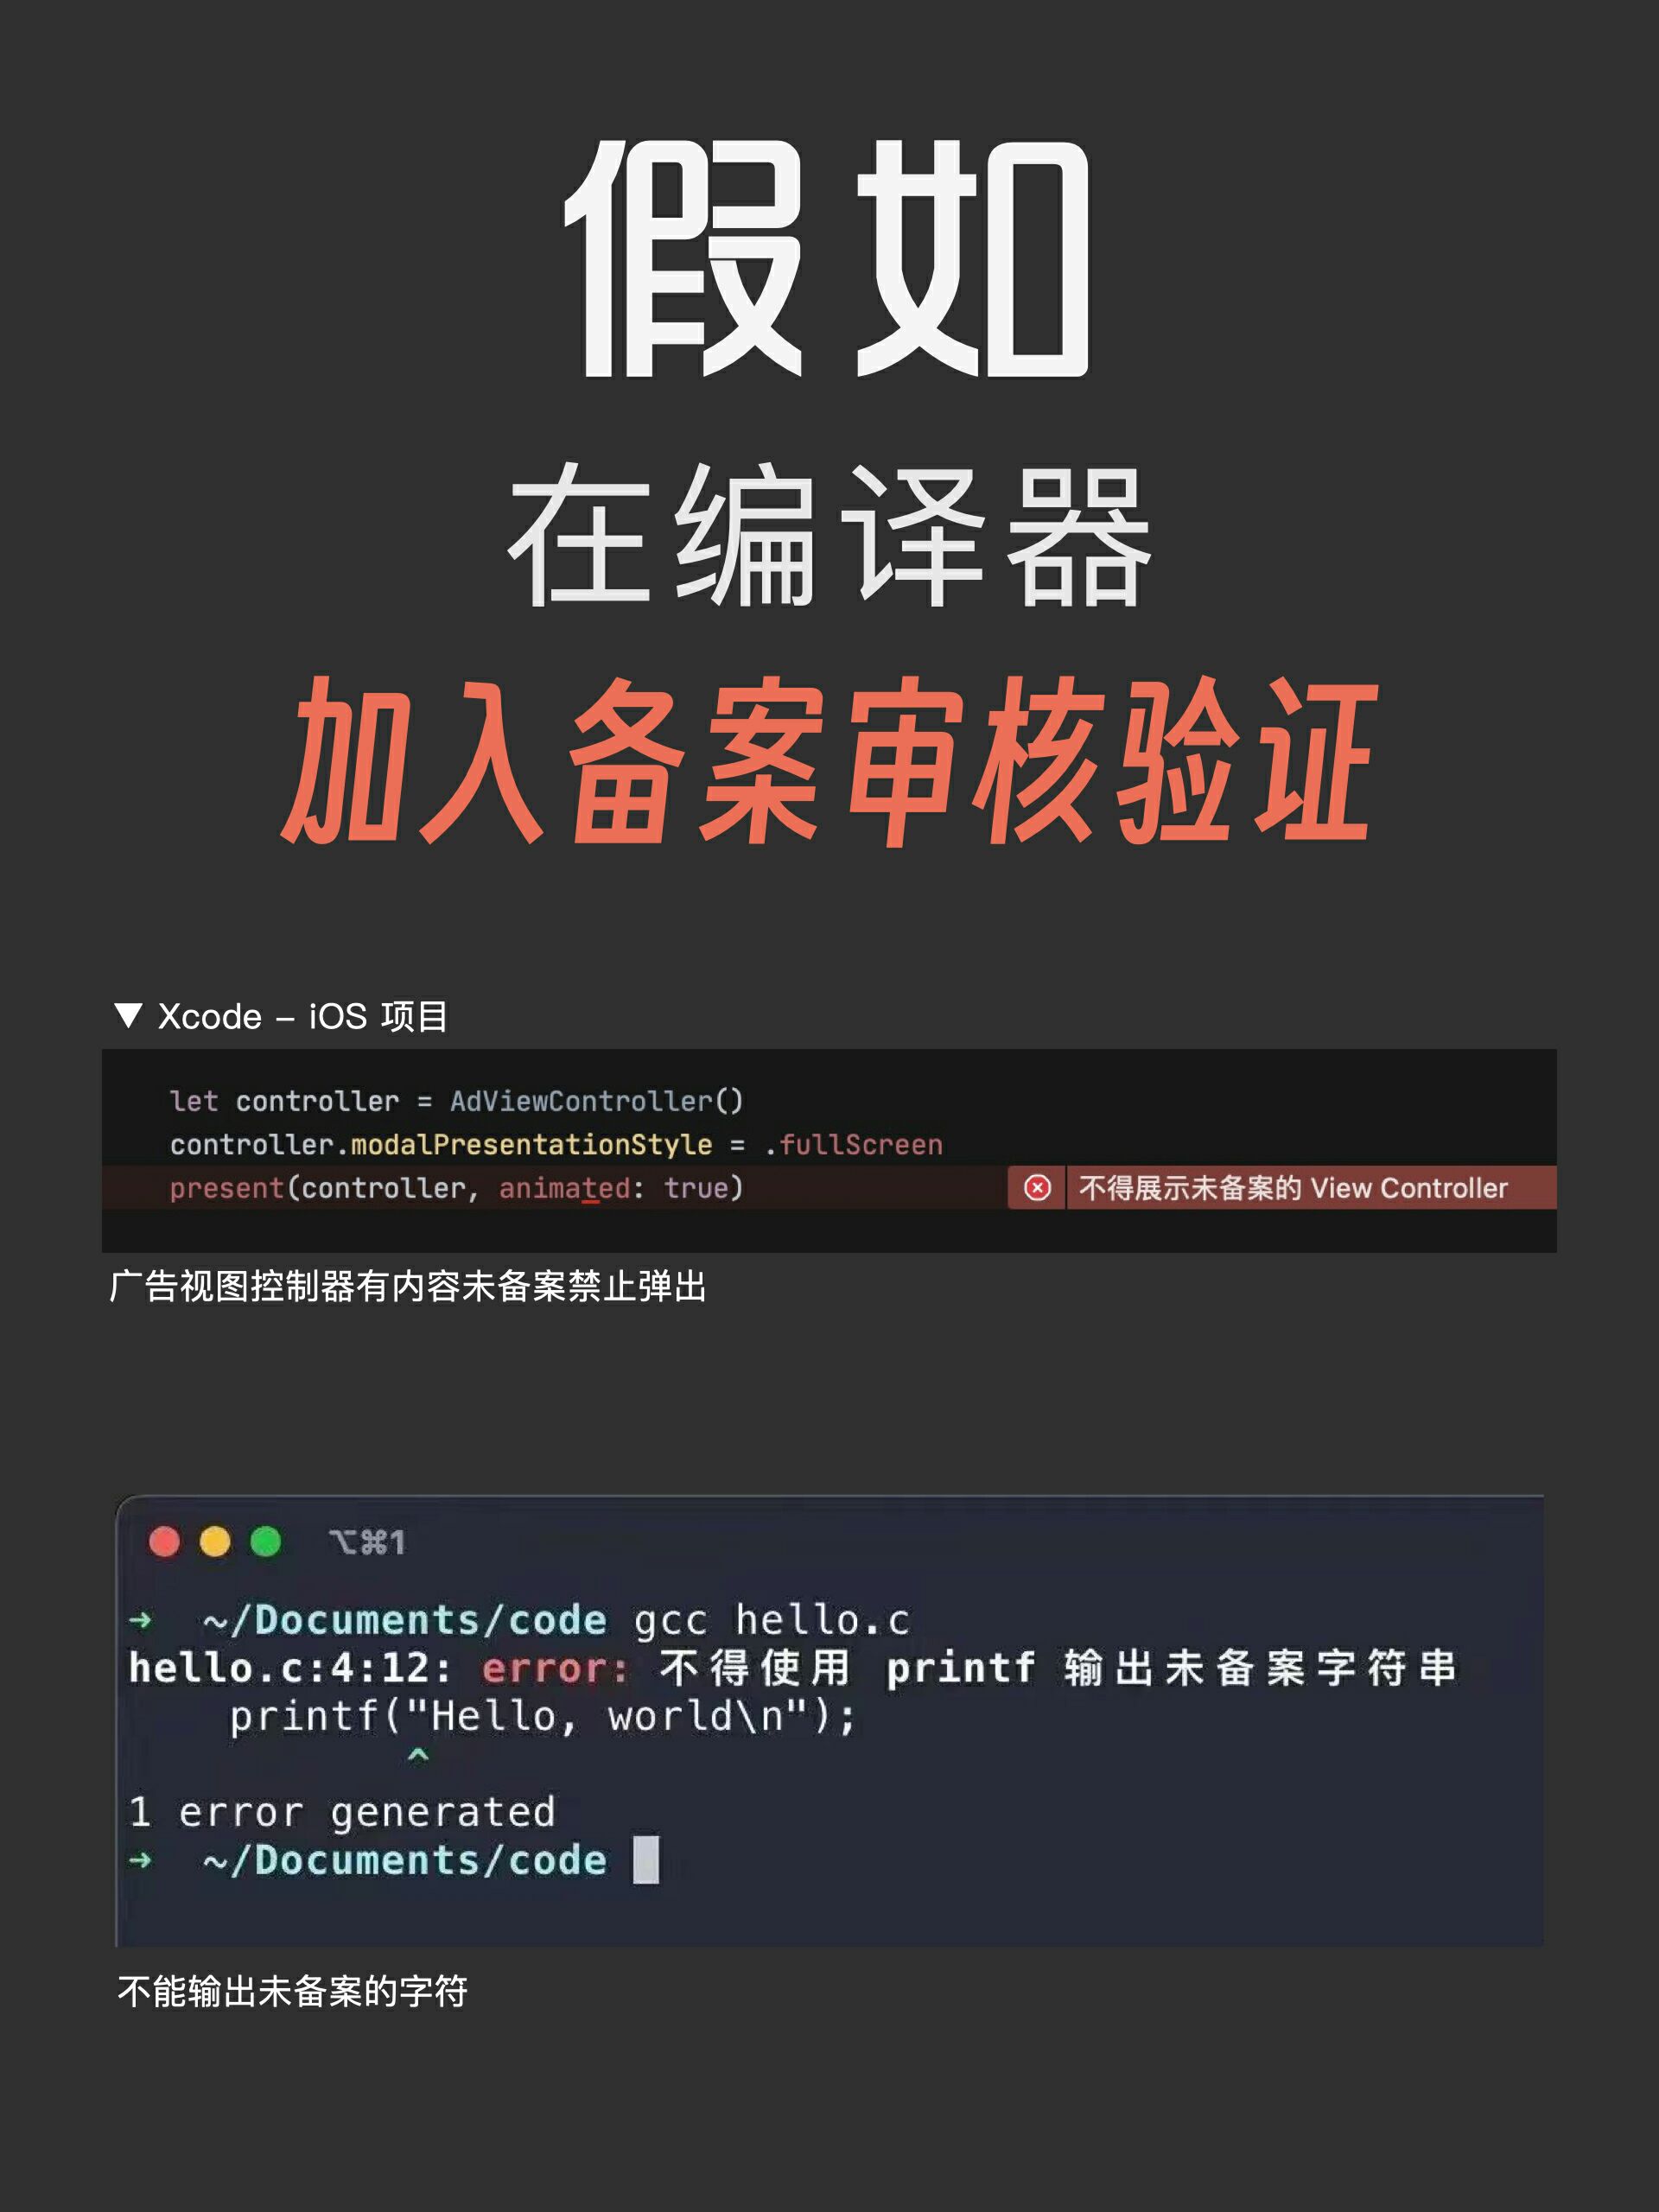 假如
在编译器
加入备案审核验证
▼ Xcode – iOS 项目
let controller = AdViewController()
controller.modalPresentationStyle = .fullScreen
present(controller, animated: true) 不得展示未备案的 View Controller
广告视图控制器有内容未备案禁止弹出
⌥⌘1
→ ~/Documents/code gcc hello.c
hello.c:4:12: error: 不得使用 printf 输出未备案字符串
printf("Hello, world\n");
^
1 error generated
→ ~/Documents/code
不能输出未备案的字符